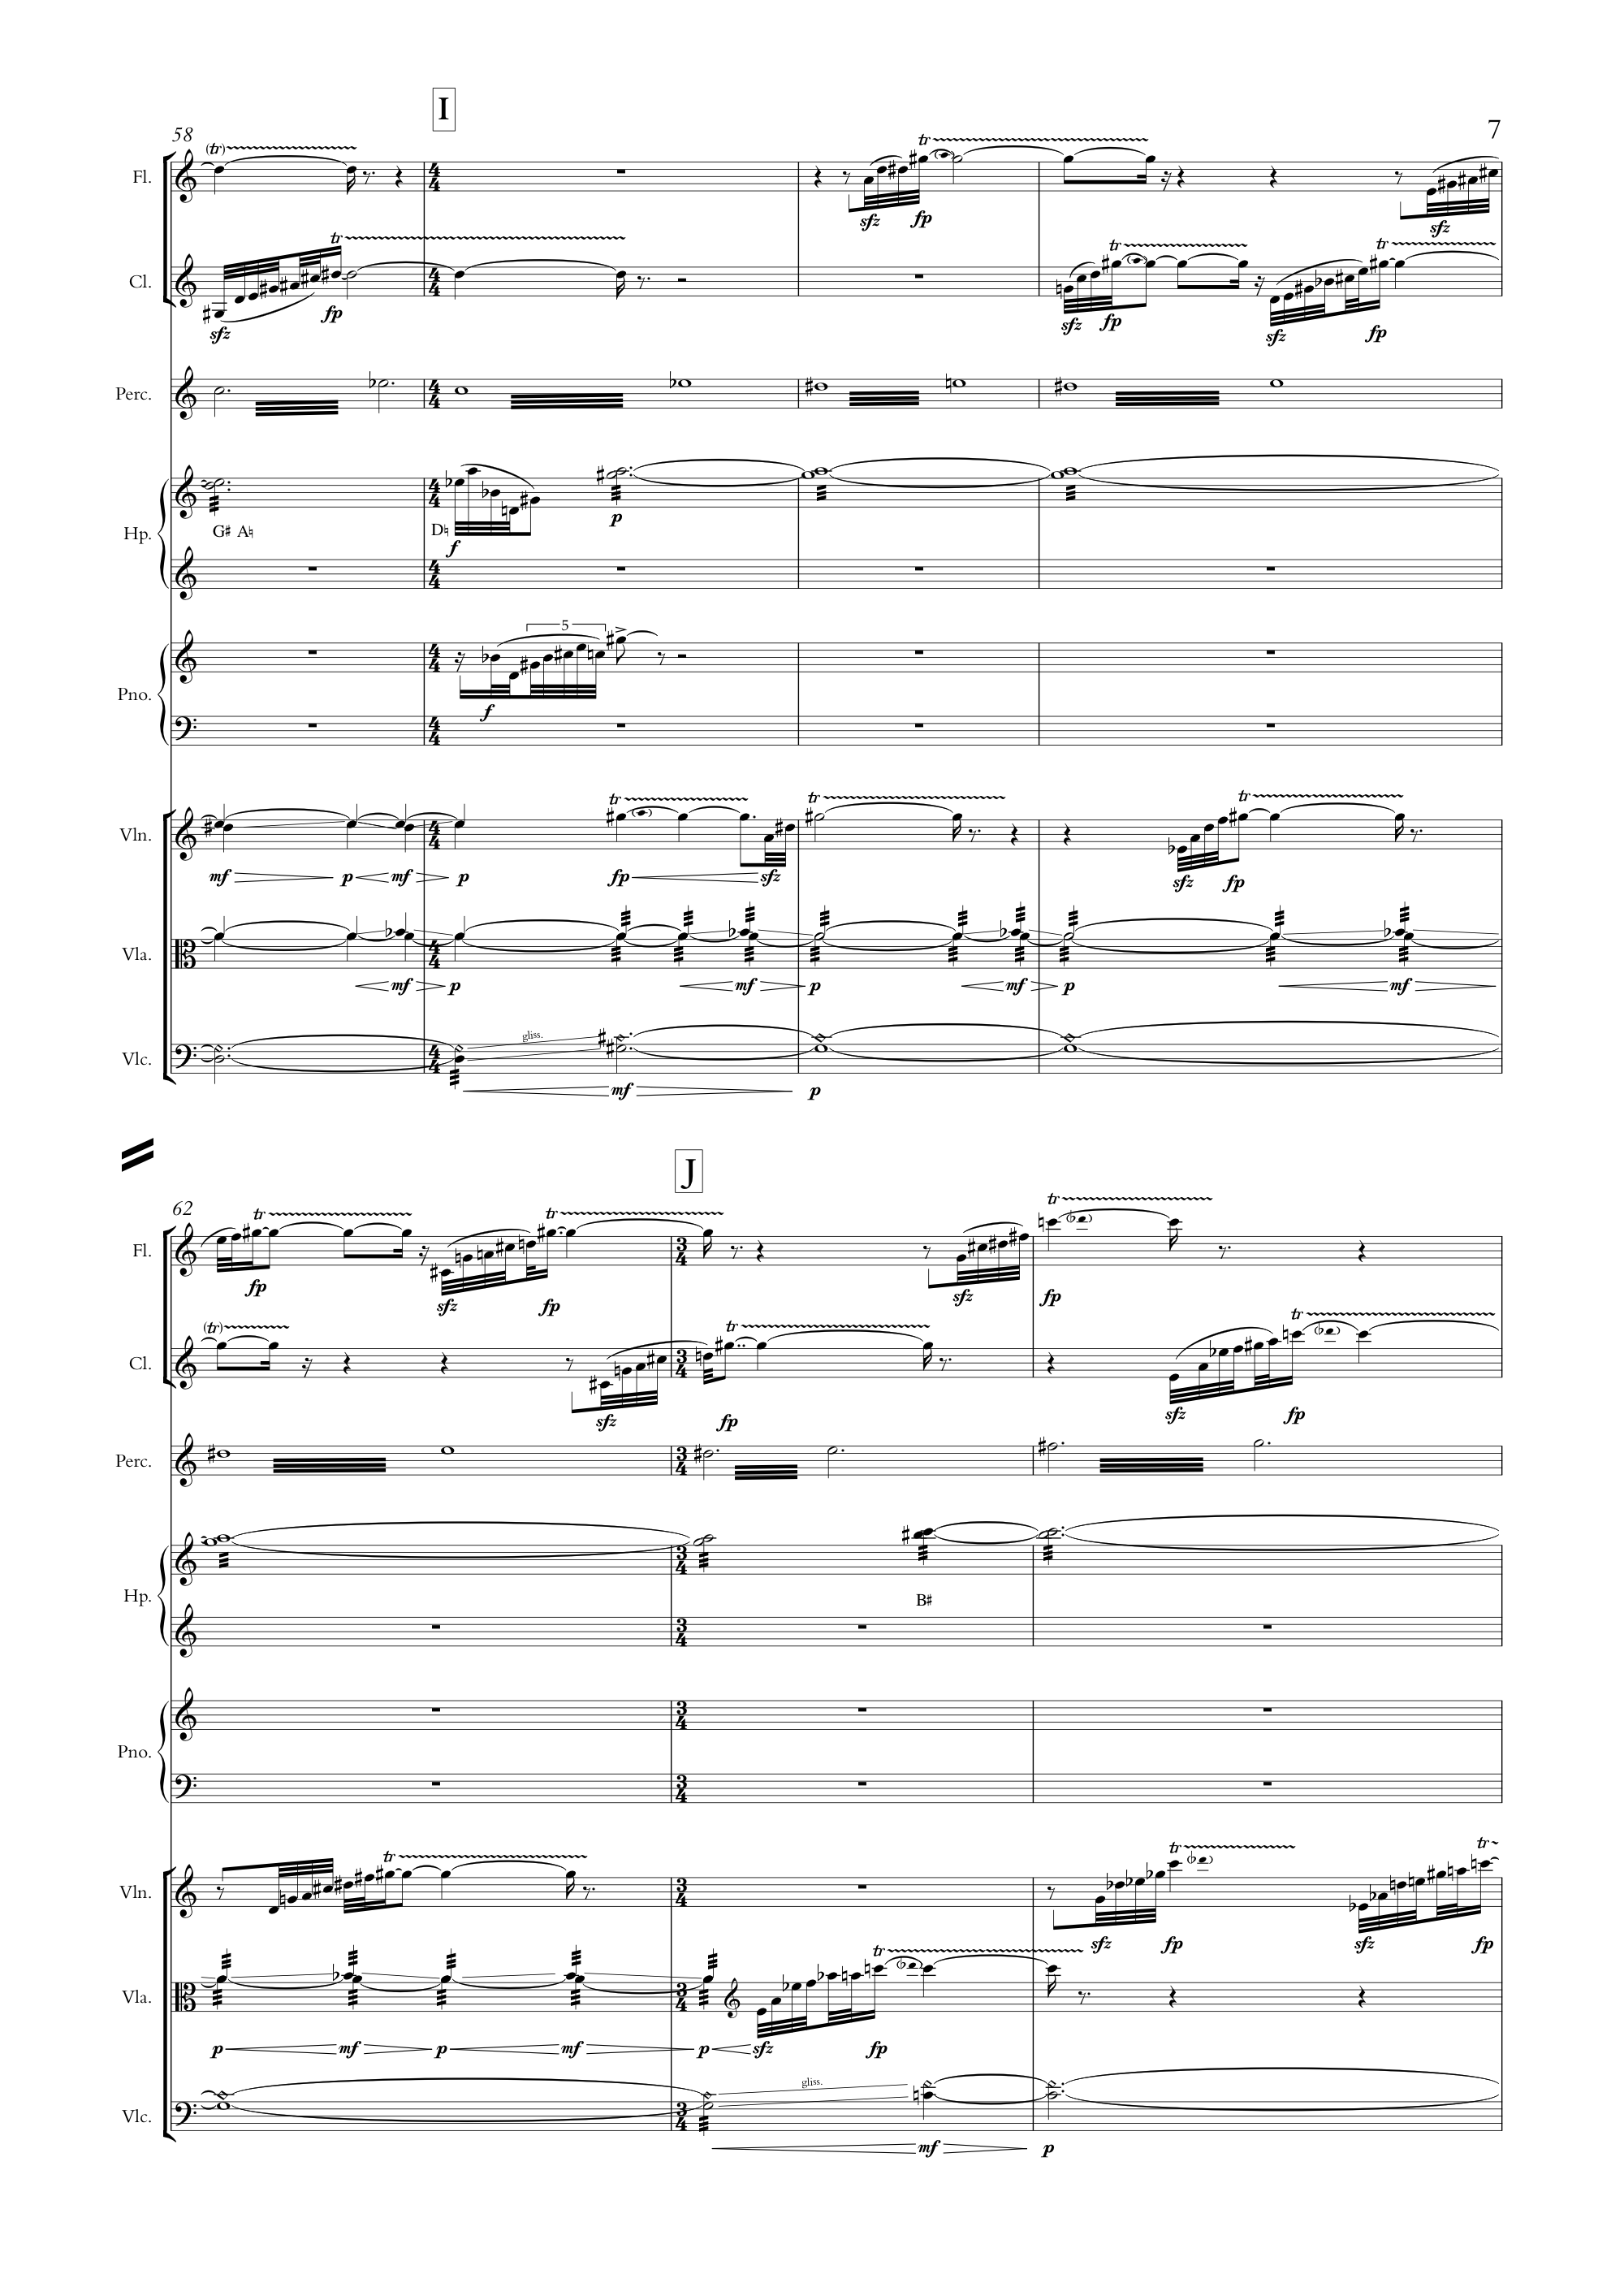 7
I
58
(tr)
Fl.
tr
sfz
fp
sfz
Cl.
sfz
tr
fp
sfz
tr
fp
sfz
tr
fp
Perc.
Hp.
G♯ A♮
D♮
f
p
Pno.
5
f
Vln.
mf
p
mf
p
tr
fp
sfz
tr
sfz
tr
fp
Vla.
mf
p
mf
p
mf
p
mf
Vlc.
gliss.
mf
p
J
62
Fl.
tr
fp
sfz
tr
fp
sfz
tr
fp
Cl.
(tr)
sfz
tr
fp
sfz
tr
fp
Perc.
Hp.
B♯
Pno.
Vln.
tr
sfz
tr
fp
sfz
tr
fp
Vla.
p
mf
p
mf
p
sfz
tr
fp
Vlc.
gliss.
mf
p